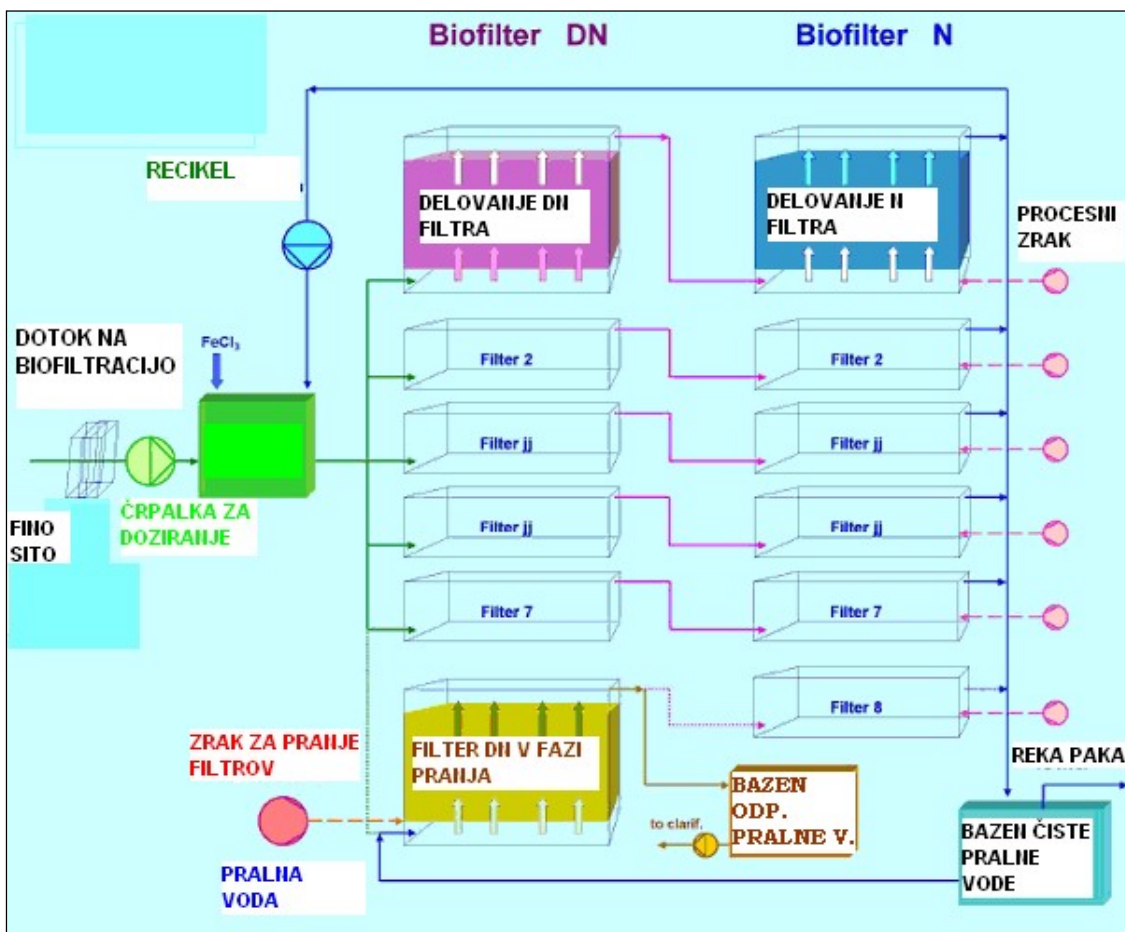 Biofilter DN
Biofilter N
RECIKEL
DELOVANJE DN
FILTRA
DELOVANJE N
FILTRA
PROCESNI
ZRAK
DOTOK NA
BIOFILTRACIJO
FeCl₃
Filter 2
Filter 2
Filter jj
Filter jj
FINO
SITO
ČRPALKA ZA
DOZIRANJE
Filter jj
Filter jj
Filter 7
Filter 7
Filter 8
ZRAK ZA PRANJE
FILTROV
FILTER DN V FAZI
PRANJA
REKA PAKA
BAZEN
ODP.
PRALNE V.
to clarif.
BAZEN ČISTE
PRALNE
VODE
PRALNA
VODA